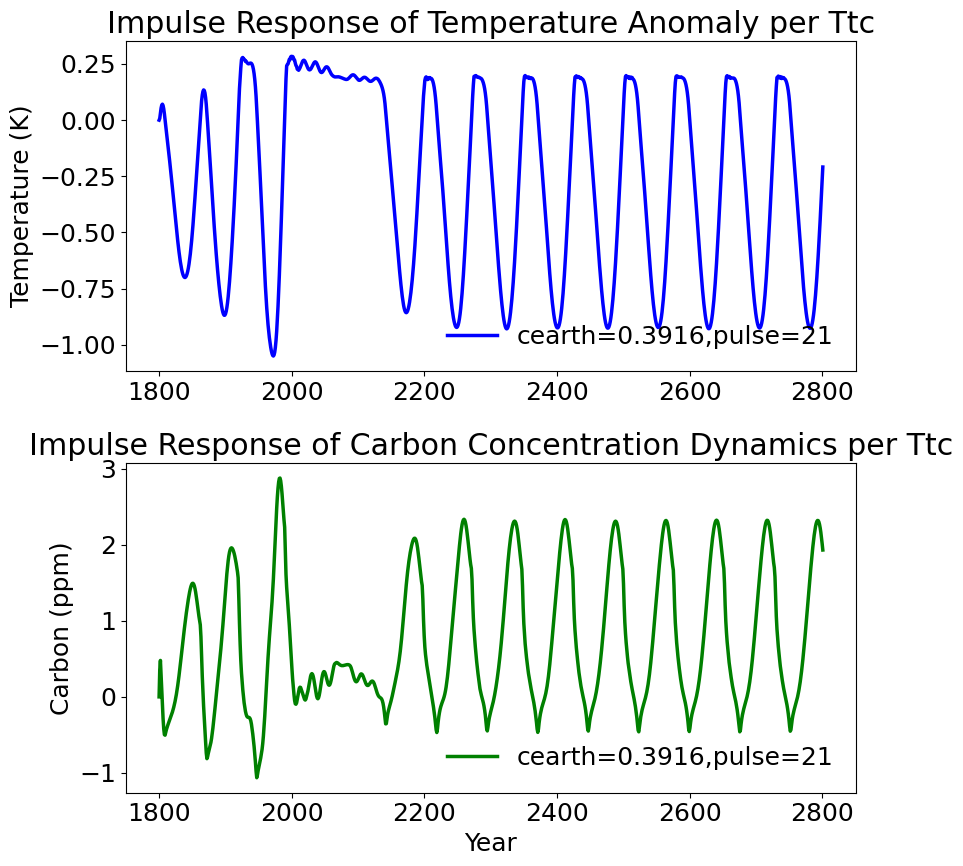 Impulse Response of Temperature Anomaly per Ttc
Temperature (K)
0.25
0.00
−0.25
−0.50
−0.75
−1.00
cearth=0.3916,pulse=21
1800 2000 2200 2400 2600 2800
Impulse Response of Carbon Concentration Dynamics per Ttc
Carbon (ppm)
3
2
1
0
−1
cearth=0.3916,pulse=21
1800 2000 2200 2400 2600 2800
Year